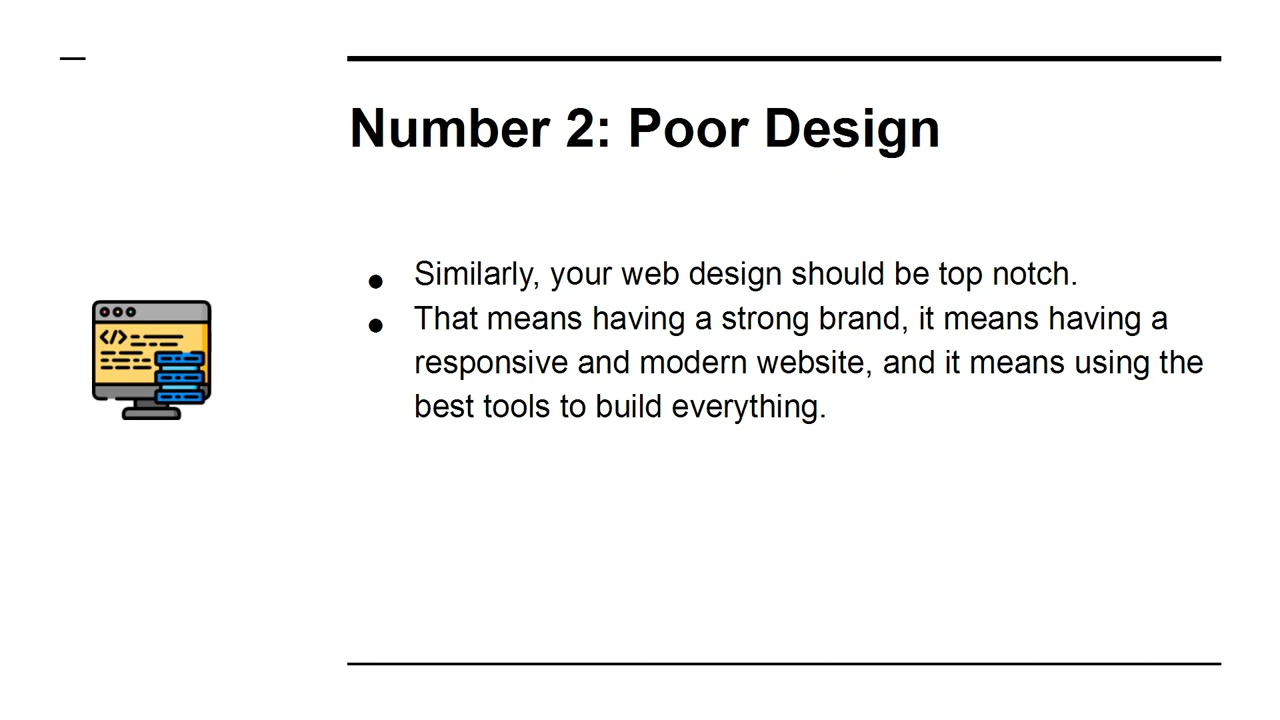 Number 2: Poor Design
● Similarly, your web design should be top notch.
● That means having a strong brand, it means having a
responsive and modern website, and it means using the
best tools to build everything.